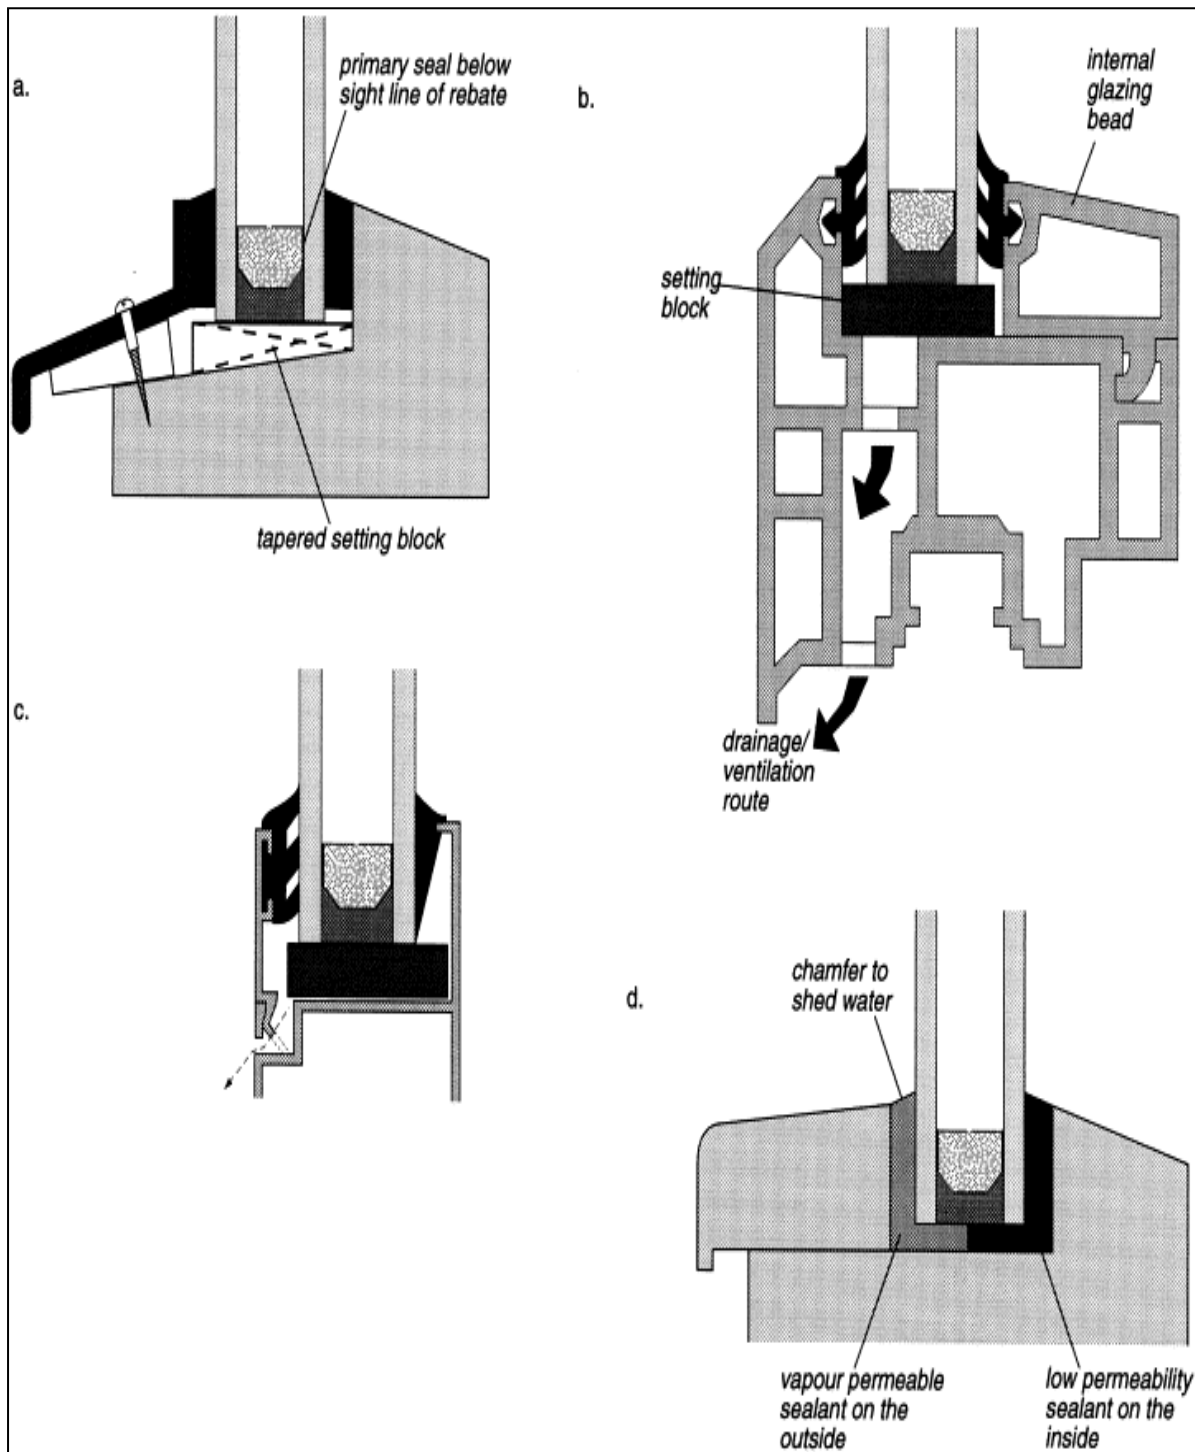 a.
primary seal below
sight line of rebate
tapered setting block
b.
internal
glazing
bead
setting
block
drainage/
ventilation
route
c.
d.
chamfer to
shed water
vapour permeable
sealant on the
outside
low permeability
sealant on the
inside